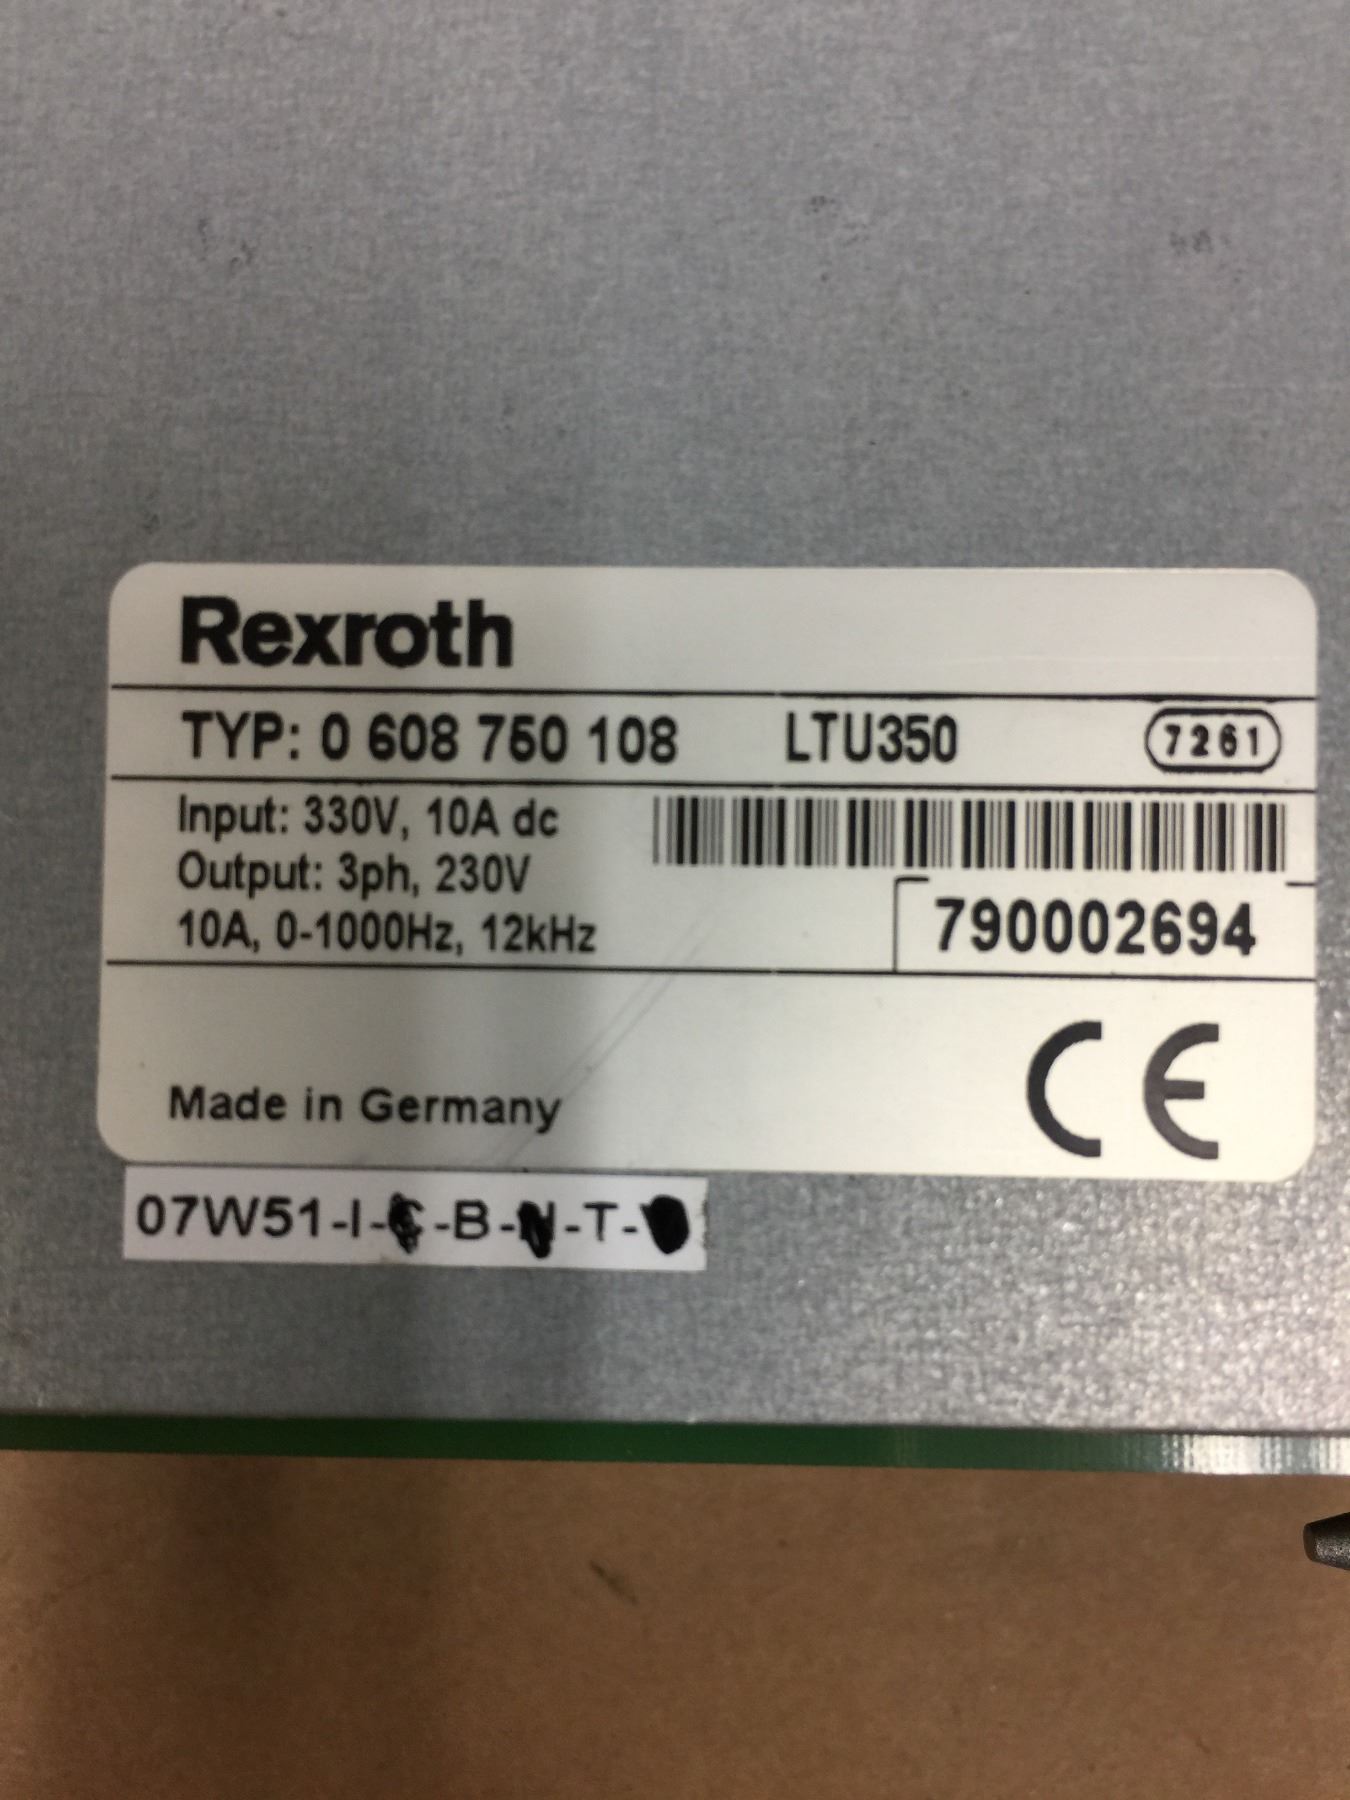 Rexroth
TYP: 0 608 750 108 LTU350 7261
Input: 330V, 10A dc
Output: 3ph, 230V
10A, 0-1000Hz, 12kHz
790002694
Made in Germany
CE
07W51-I- -B-N-T-